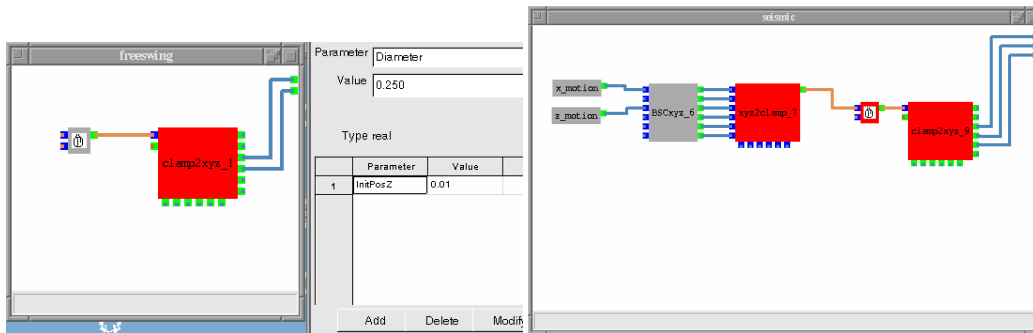 freeswing
clamp2xyz_1
Parameter Diameter
Value 0.250
Type real
Parameter Value
1 InitPosZ 0.01
Add Delete Modify
seismic
x_motion
z_motion
BSCxyz_6
xyz2clamp_7
clamp2xyz_9